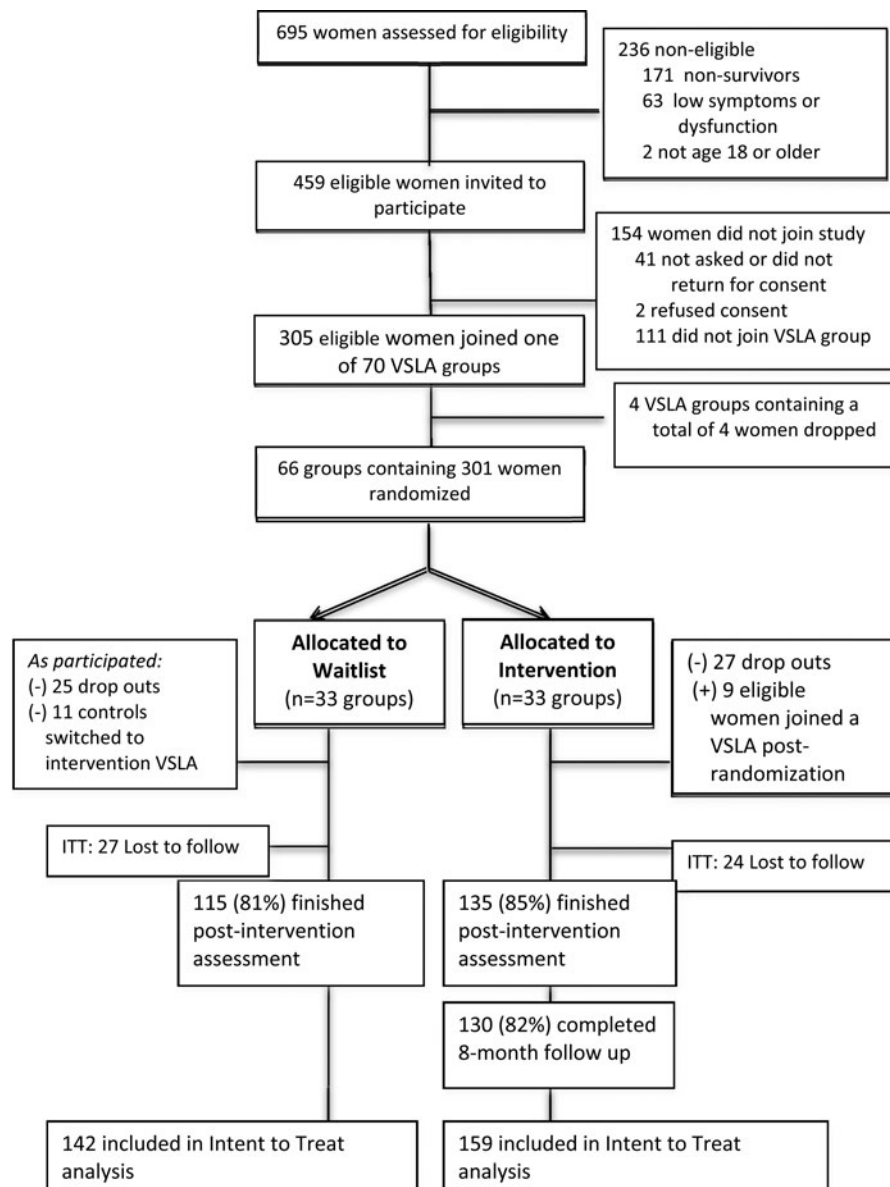 695 women assessed for eligibility
236 non-eligible
171 non-survivors
63 low symptoms or
dysfunction
2 not age 18 or older
459 eligible women invited to
participate
154 women did not join study
41 not asked or did not
return for consent
2 refused consent
111 did not join VSLA group
305 eligible women joined one
of 70 VSLA groups
4 VSLA groups containing a
total of 4 women dropped
66 groups containing 301 women
randomized
Allocated to
Waitlist
(n=33 groups)
Allocated to
Intervention
(n=33 groups)
As participated:
(-) 25 drop outs
(-) 11 controls
switched to
intervention VSLA
(-) 27 drop outs
(+) 9 eligible
women joined a
VSLA post-
randomization
ITT: 27 Lost to follow
ITT: 24 Lost to follow
115 (81%) finished
post-intervention
assessment
135 (85%) finished
post-intervention
assessment
130 (82%) completed
8-month follow up
142 included in Intent to Treat
analysis
159 included in Intent to Treat
analysis